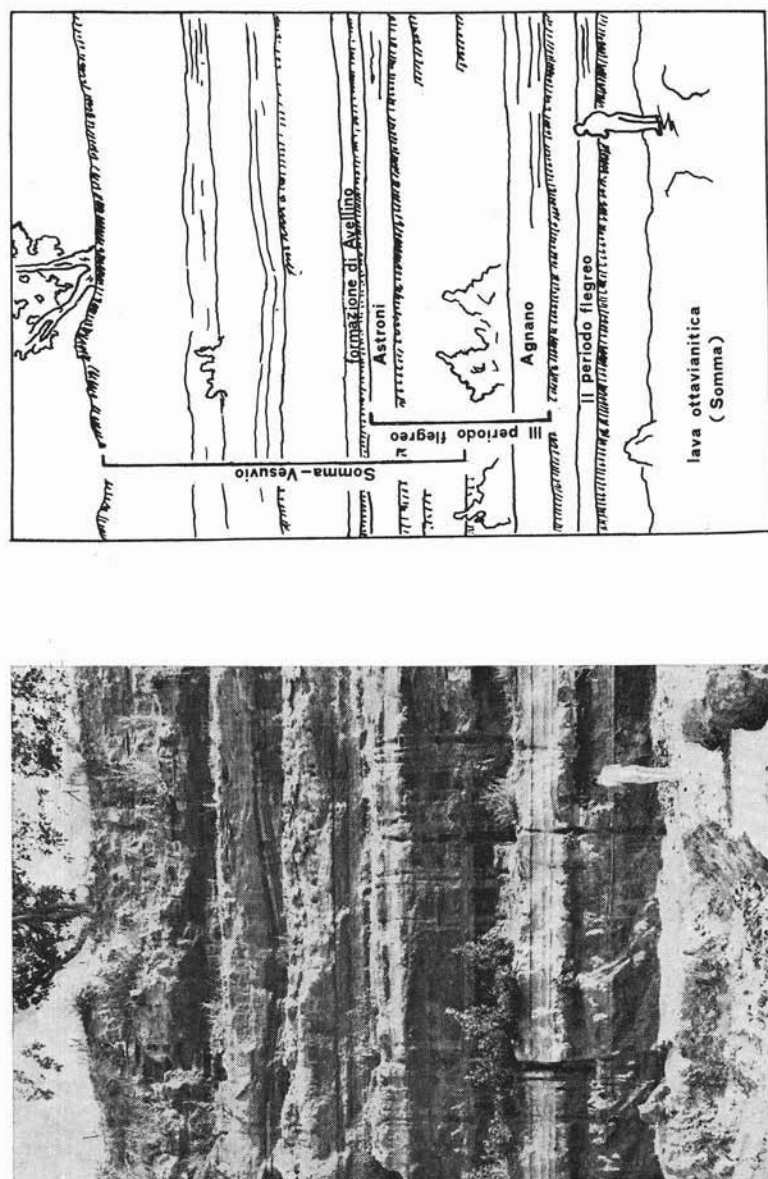 Somma–Vesuvio
formazione di Avellino
Astroni
III periodo flegreo
Agnano
II periodo flegreo
lava ottavianitica
(Somma)